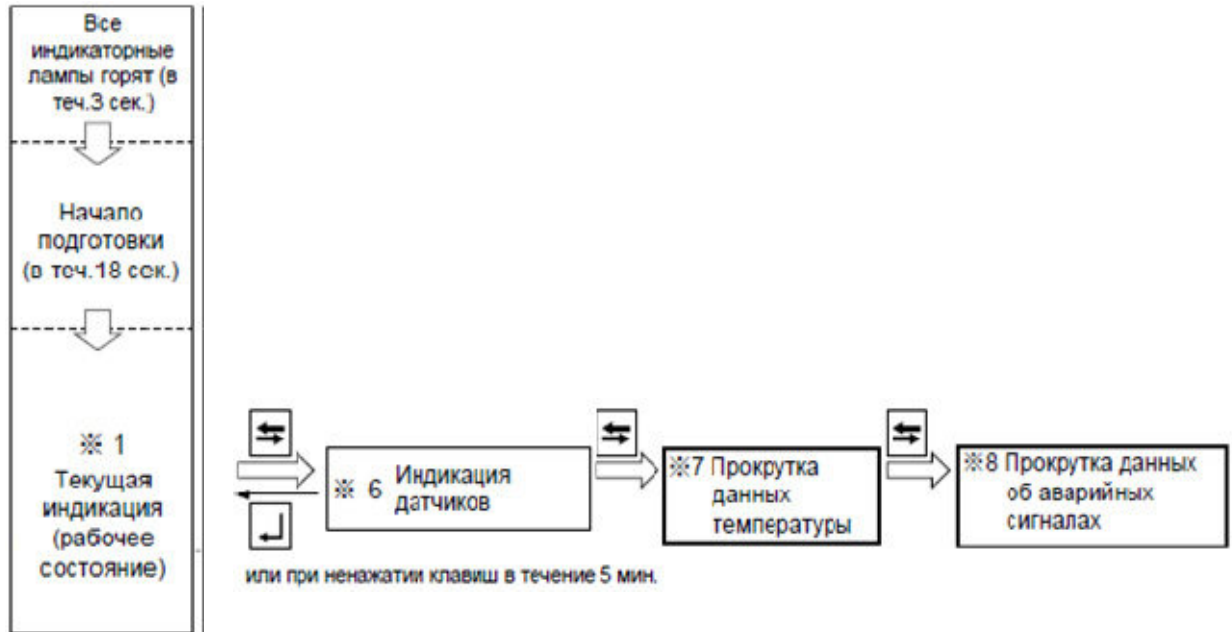 Все
индикаторные
лампы горят (в
теч.3 сек.)
Начало
подготовки
(в теч.18 сек.)
※ 1
Текущая
индикация
(рабочее
состояние)
※ 6 Индикация
датчиков
※7 Прокрутка
данных
температуры
※8 Прокрутка данных
об аварийных
сигналах
или при ненажатии клавиш в течение 5 мин.